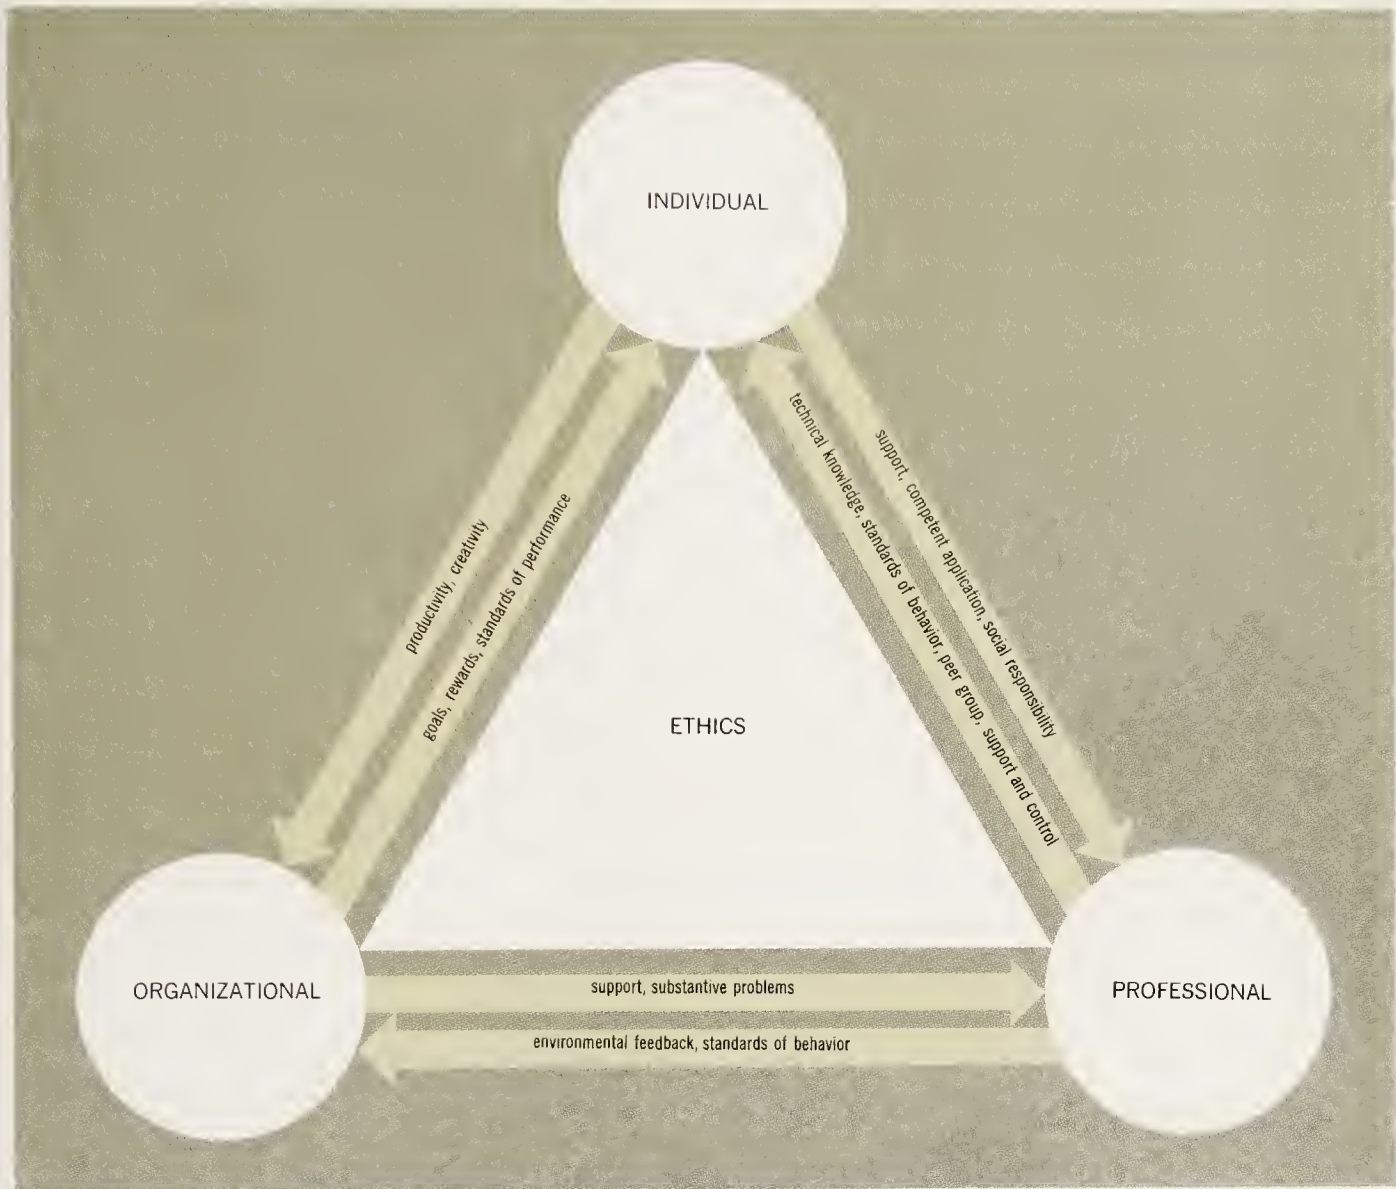 INDIVIDUAL
productivity, creativity
goals, rewards, standards of performance
technical knowledge, standards of behavior, peer group, support and control
support, competent application, social responsibility
ETHICS
ORGANIZATIONAL
support, substantive problems
environmental feedback, standards of behavior
PROFESSIONAL